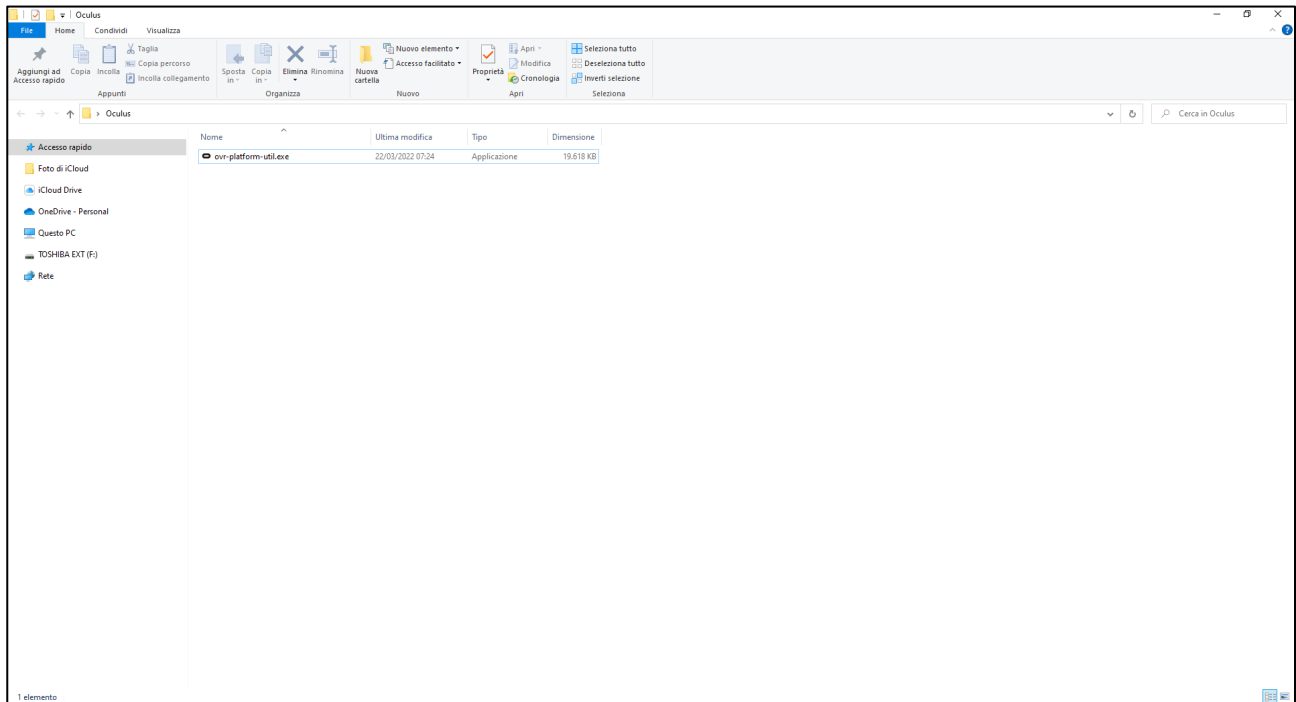 Oculus
File Home Condividi Visualizza
Aggiungi ad Accesso rapido
Copia
Incolla
Taglia
Copia percorso
Incolla collegamento
Appunti
Sposta in
Copia in
Elimina
Rinomina
Organizza
Nuova cartella
Nuovo elemento
Accesso facilitato
Nuovo
Proprietà
Apri
Modifica
Cronologia
Apri
Seleziona tutto
Deseleziona tutto
Inverti selezione
Seleziona
Oculus
Cerca in Oculus
Nome Ultima modifica Tipo Dimensione
ovr-platform-util.exe 22/03/2022 07:24 Applicazione 19.618 KB
Accesso rapido
Foto di iCloud
iCloud Drive
OneDrive - Personal
Questo PC
TOSHIBA EXT (F:)
Rete
1 elemento